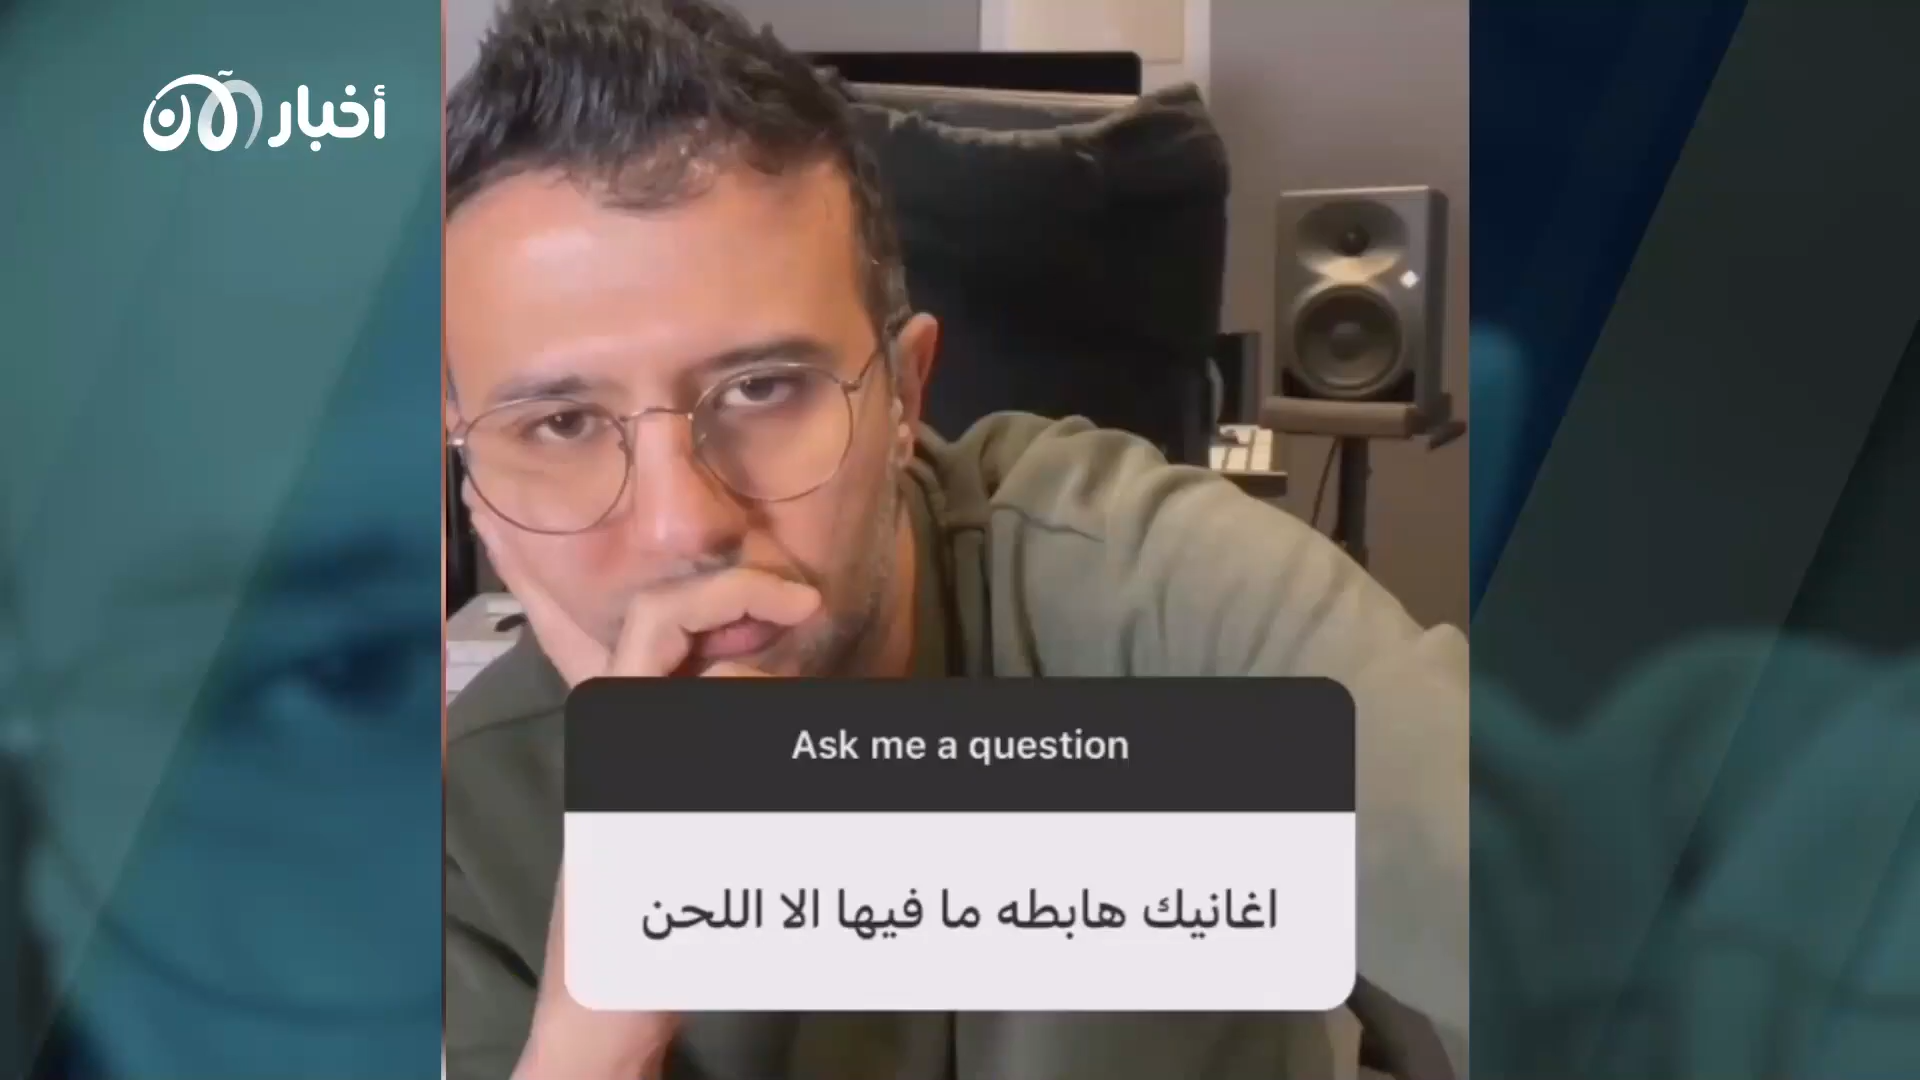 أخبار الآن
Ask me a question
اغانيك هابطه ما فيها الا اللحن